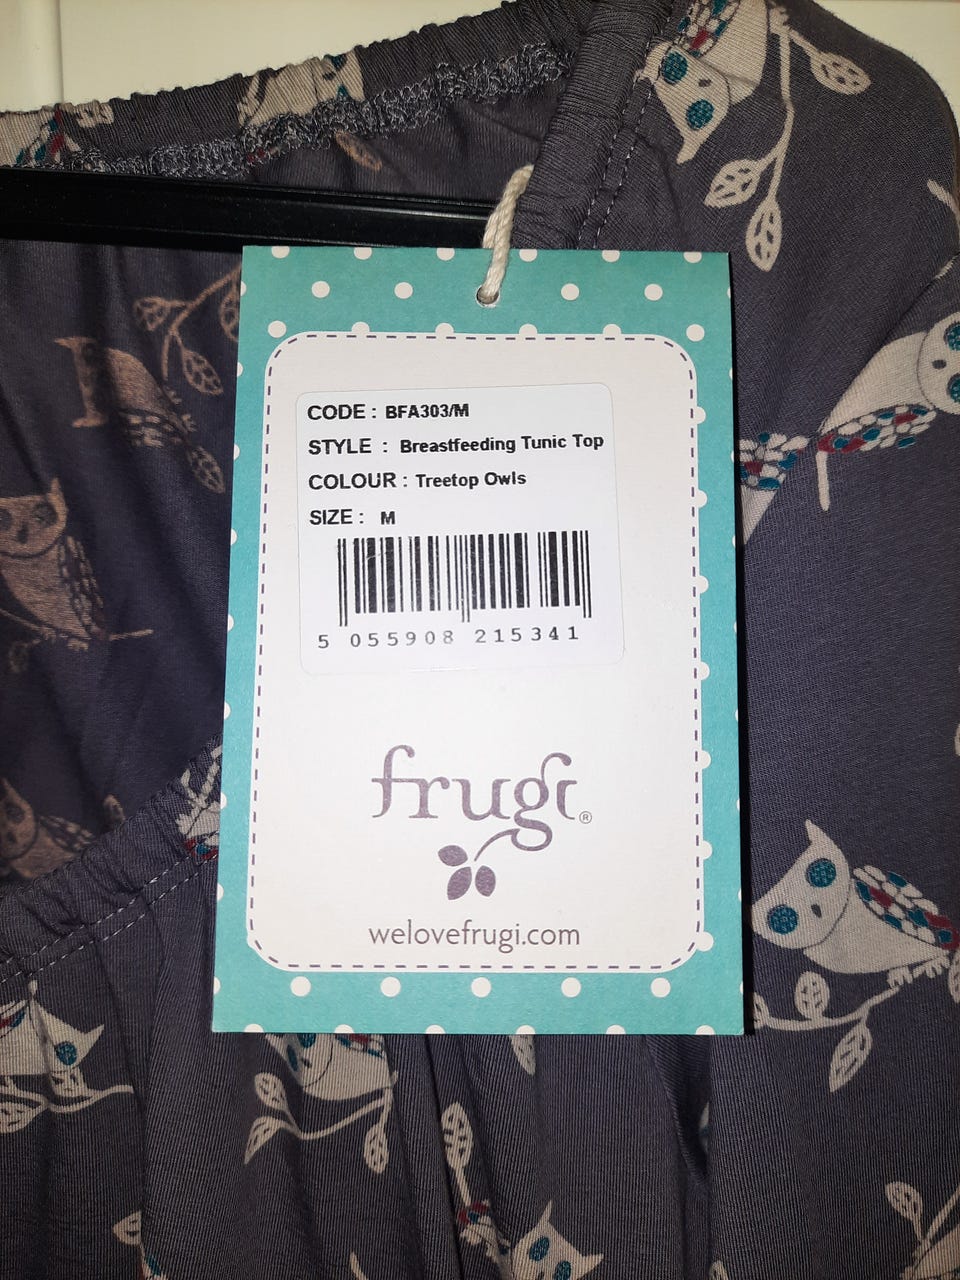 CODE : BFA303/M
STYLE : Breastfeeding Tunic Top
COLOUR : Treetop Owls
SIZE : M
5 055908 215341
frugi®
welovefrugi.com